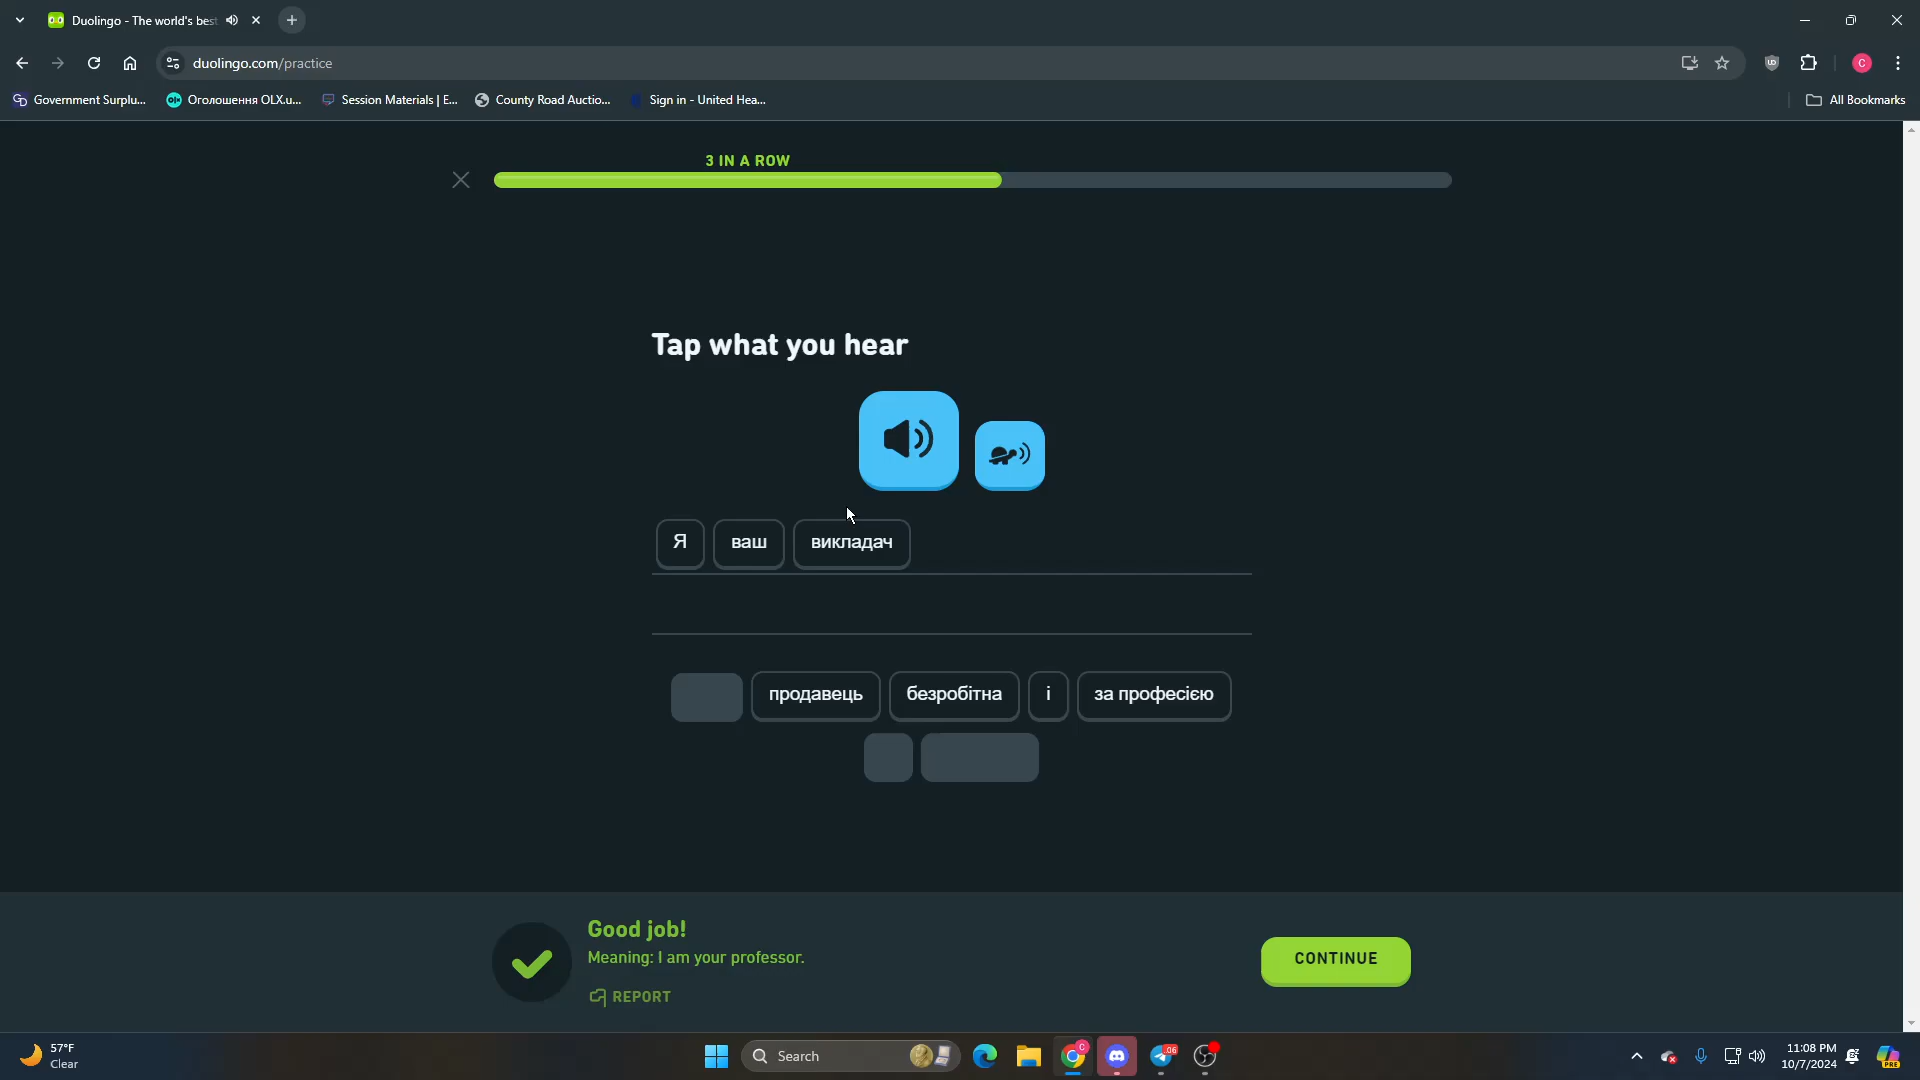 Duolingo - The world's bes
duolingo.com/practice
Government Surplu...
Оголошення OLX.u...
Session Materials | E...
County Road Auctio...
Sign in - United Hea...
All Bookmarks
3 IN A ROW
Tap what you hear
Я ваш викладач
продавець безробітна і за професією
Good job!
Meaning: I am your professor.
REPORT
CONTINUE
57°F
Clear
Search
11:08 PM
10/7/2024